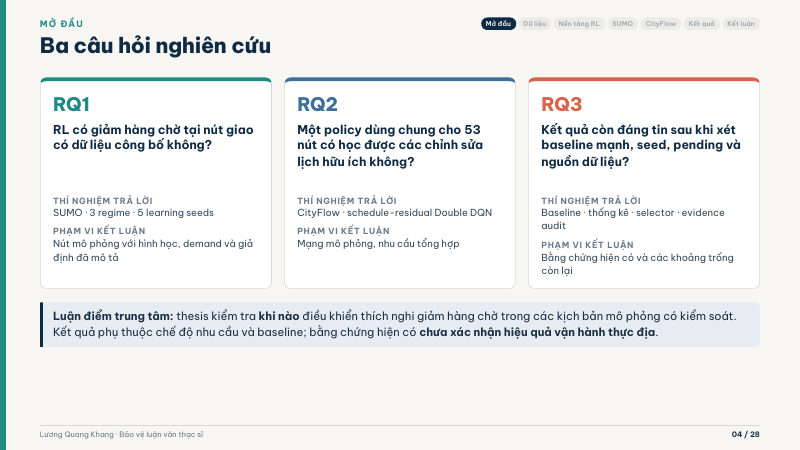 MỞ ĐẦU
Mở đầu Dữ liệu Nền tảng RL SUMO CityFlow Kết quả Kết luận
Ba câu hỏi nghiên cứu
RQ1
RL có giảm hàng chờ tại nút giao
có dữ liệu công bố không?
THÍ NGHIỆM TRẢ LỜI
SUMO · 3 regime · 5 learning seeds
PHẠM VI KẾT LUẬN
Nút mô phỏng với hình học, demand và giả
định đã mô tả
RQ2
Một policy dùng chung cho 53
nút có học được các chỉnh sửa
lịch hữu ích không?
THÍ NGHIỆM TRẢ LỜI
CityFlow · schedule-residual Double DQN
PHẠM VI KẾT LUẬN
Mạng mô phỏng, nhu cầu tổng hợp
RQ3
Kết quả còn đáng tin sau khi xét
baseline mạnh, seed, pending và
nguồn dữ liệu?
THÍ NGHIỆM TRẢ LỜI
Baseline · thống kê · selector · evidence
audit
PHẠM VI KẾT LUẬN
Bằng chứng hiện có và các khoảng trống
còn lại
Luận điểm trung tâm: thesis kiểm tra khi nào điều khiển thích nghi giảm hàng chờ trong các kịch bản mô phỏng có kiểm soát.
Kết quả phụ thuộc chế độ nhu cầu và baseline; bằng chứng hiện có chưa xác nhận hiệu quả vận hành thực địa.
Lương Quang Khang · Bảo vệ luận văn thạc sĩ
04 / 28